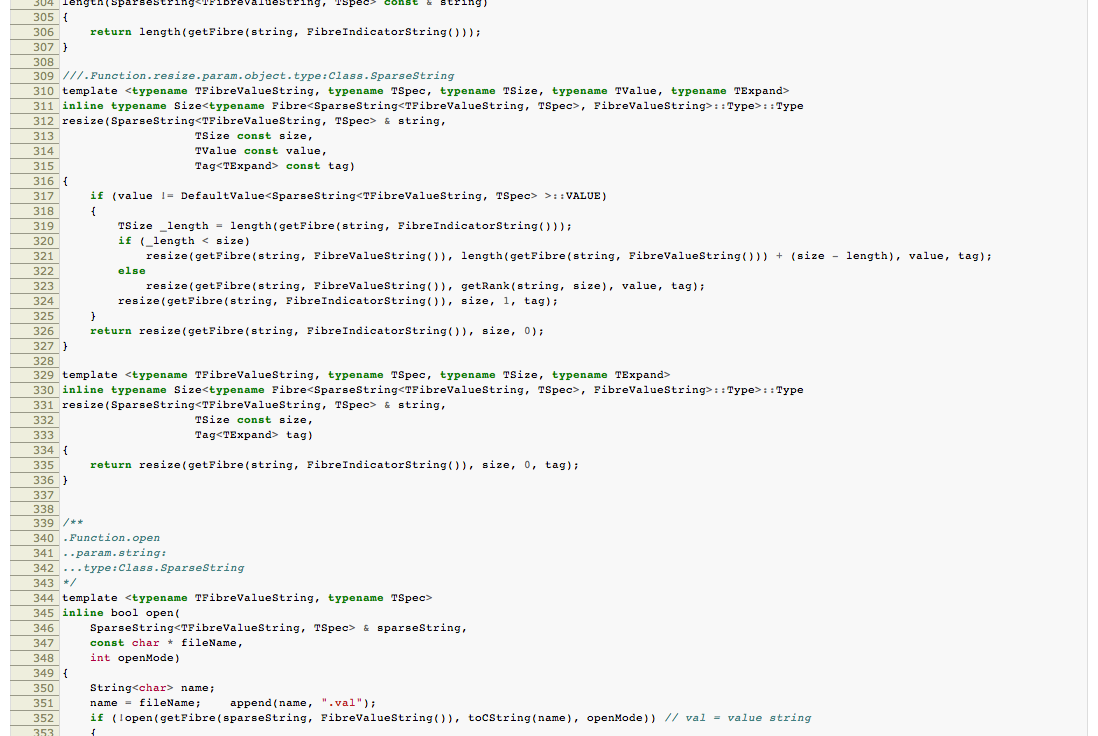 304 length(SparseString<TFibreValueString, TSpec> const & string)
305 {
306     return length(getFibre(string, FibreIndicatorString()));
307 }
308
309 ///.Function.resize.param.object.type:Class.SparseString
310 template <typename TFibreValueString, typename TSpec, typename TSize, typename TValue, typename TExpand>
311 inline typename Size<typename Fibre<SparseString<TFibreValueString, TSpec>, FibreValueString>::Type>::Type
312 resize(SparseString<TFibreValueString, TSpec> & string,
313                    TSize const size,
314                    TValue const value,
315                    Tag<TExpand> const tag)
316 {
317     if (value != DefaultValue<SparseString<TFibreValueString, TSpec> >::VALUE)
318     {
319         TSize _length = length(getFibre(string, FibreIndicatorString()));
320         if (_length < size)
321             resize(getFibre(string, FibreValueString()), length(getFibre(string, FibreValueString())) + (size - length), value, tag);
322         else
323             resize(getFibre(string, FibreValueString()), getRank(string, size), value, tag);
324         resize(getFibre(string, FibreIndicatorString()), size, 1, tag);
325     }
326     return resize(getFibre(string, FibreIndicatorString()), size, 0);
327 }
328
329 template <typename TFibreValueString, typename TSpec, typename TSize, typename TExpand>
330 inline typename Size<typename Fibre<SparseString<TFibreValueString, TSpec>, FibreValueString>::Type>::Type
331 resize(SparseString<TFibreValueString, TSpec> & string,
332                    TSize const size,
333                    Tag<TExpand> tag)
334 {
335     return resize(getFibre(string, FibreIndicatorString()), size, 0, tag);
336 }
337
338
339 /**
340 .Function.open
341 ..param.string:
342 ...type:Class.SparseString
343 */
344 template <typename TFibreValueString, typename TSpec>
345 inline bool open(
346     SparseString<TFibreValueString, TSpec> & sparseString,
347     const char * fileName,
348     int openMode)
349 {
350     String<char> name;
351     name = fileName;    append(name, ".val");
352     if (!open(getFibre(sparseString, FibreValueString()), toCString(name), openMode)) // val = value string
353     {